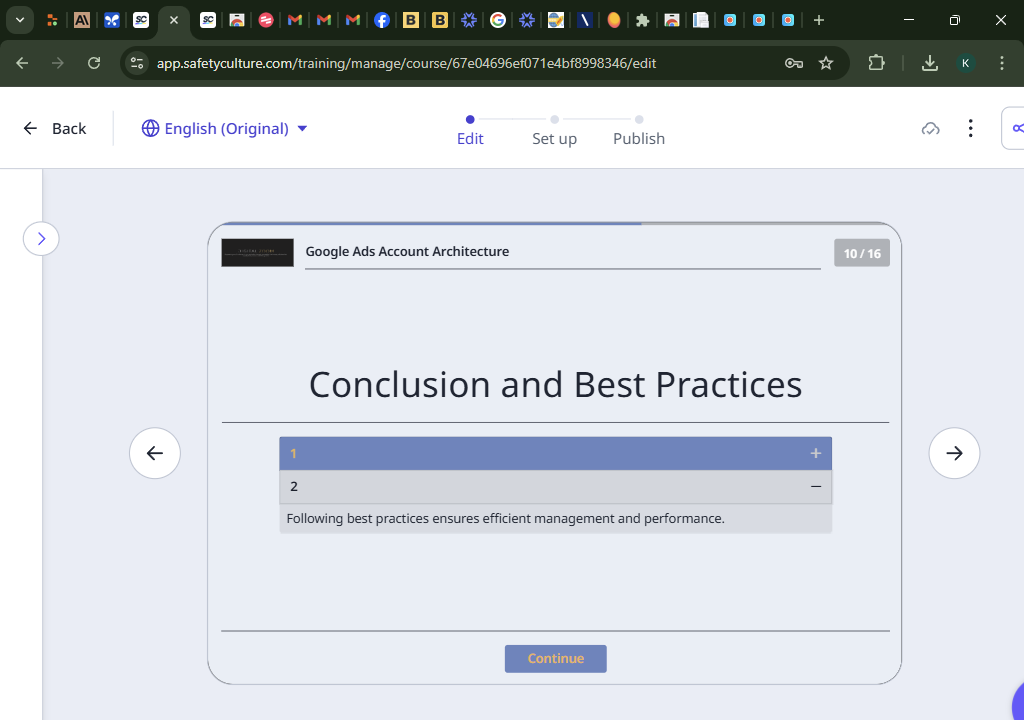 app.safetyculture.com/training/manage/course/67e04696ef071e4bf8998346/edit
K
Back
English (Original)
Edit
Set up
Publish
Google Ads Account Architecture
10 / 16
Conclusion and Best Practices
1
2
Following best practices ensures efficient management and performance.
Continue